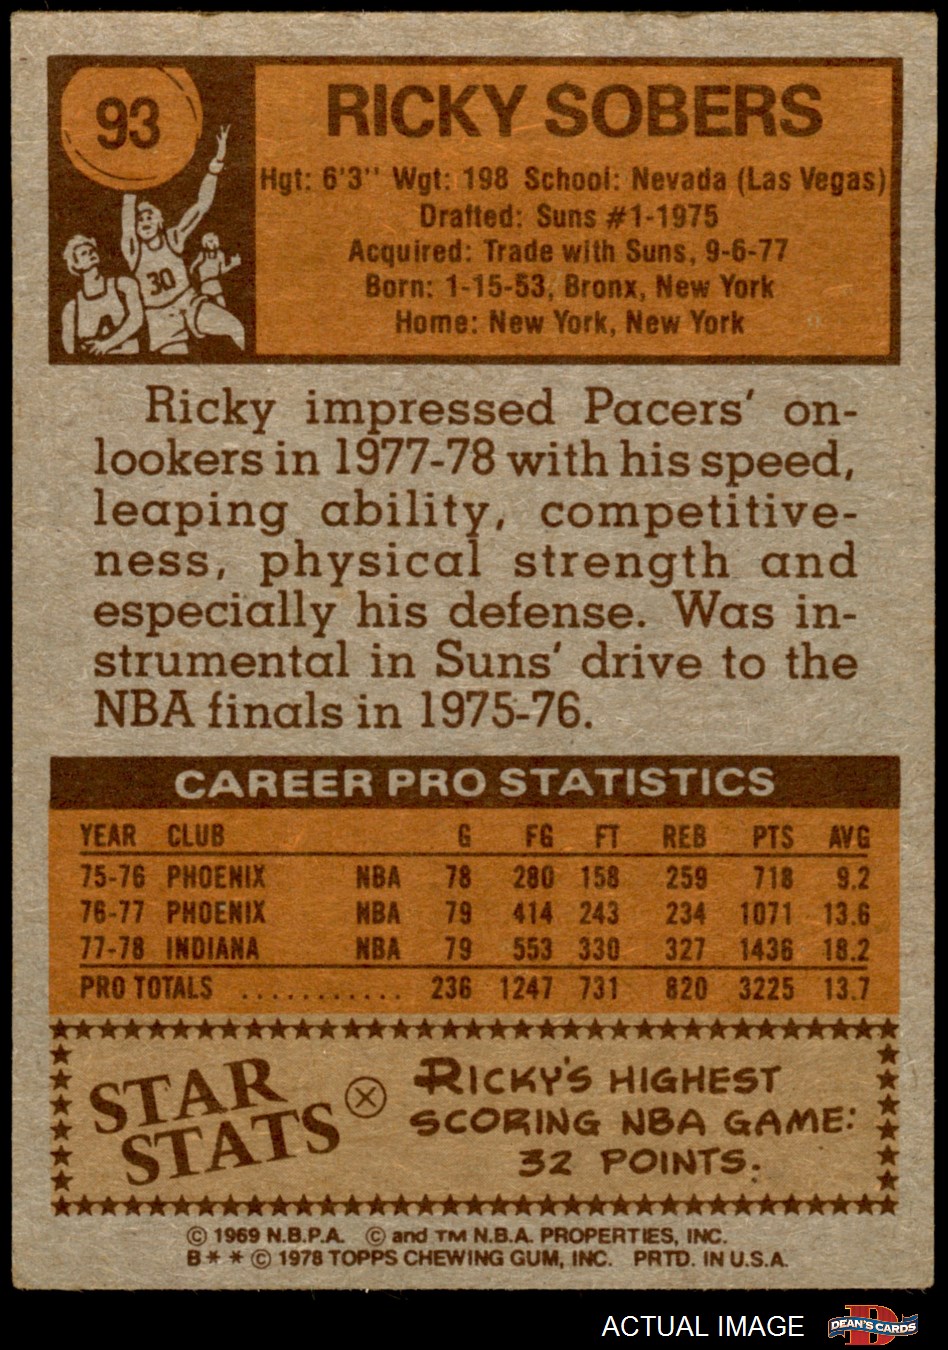 93
RICKY SOBERS
Hgt: 6'3" Wgt: 198 School: Nevada (Las Vegas)
Drafted: Suns #1-1975
Acquired: Trade with Suns, 9-6-77
Born: 1-15-53, Bronx, New York
Home: New York, New York
30
Ricky impressed Pacers' on-
lookers in 1977-78 with his speed,
leaping ability, competitive-
ness, physical strength and
especially his defense. Was in-
strumental in Suns' drive to the
NBA finals in 1975-76.
CAREER PRO STATISTICS
YEAR CLUB G FG FT REB PTS AVG
75-76 PHOENIX NBA 78 280 158 259 718 9.2
76-77 PHOENIX NBA 79 414 243 234 1071 13.6
77-78 INDIANA NBA 79 553 330 327 1436 18.2
PRO TOTALS ........... 236 1247 731 820 3225 13.7
STAR
STATS
RICKY'S HIGHEST
SCORING NBA GAME:
32 POINTS.
© 1969 N.B.P.A. © and TM N.B.A. PROPERTIES, INC.
B * * © 1978 TOPPS CHEWING GUM, INC. PRTD. IN U.S.A.
ACTUAL IMAGE DEAN'S CARDS